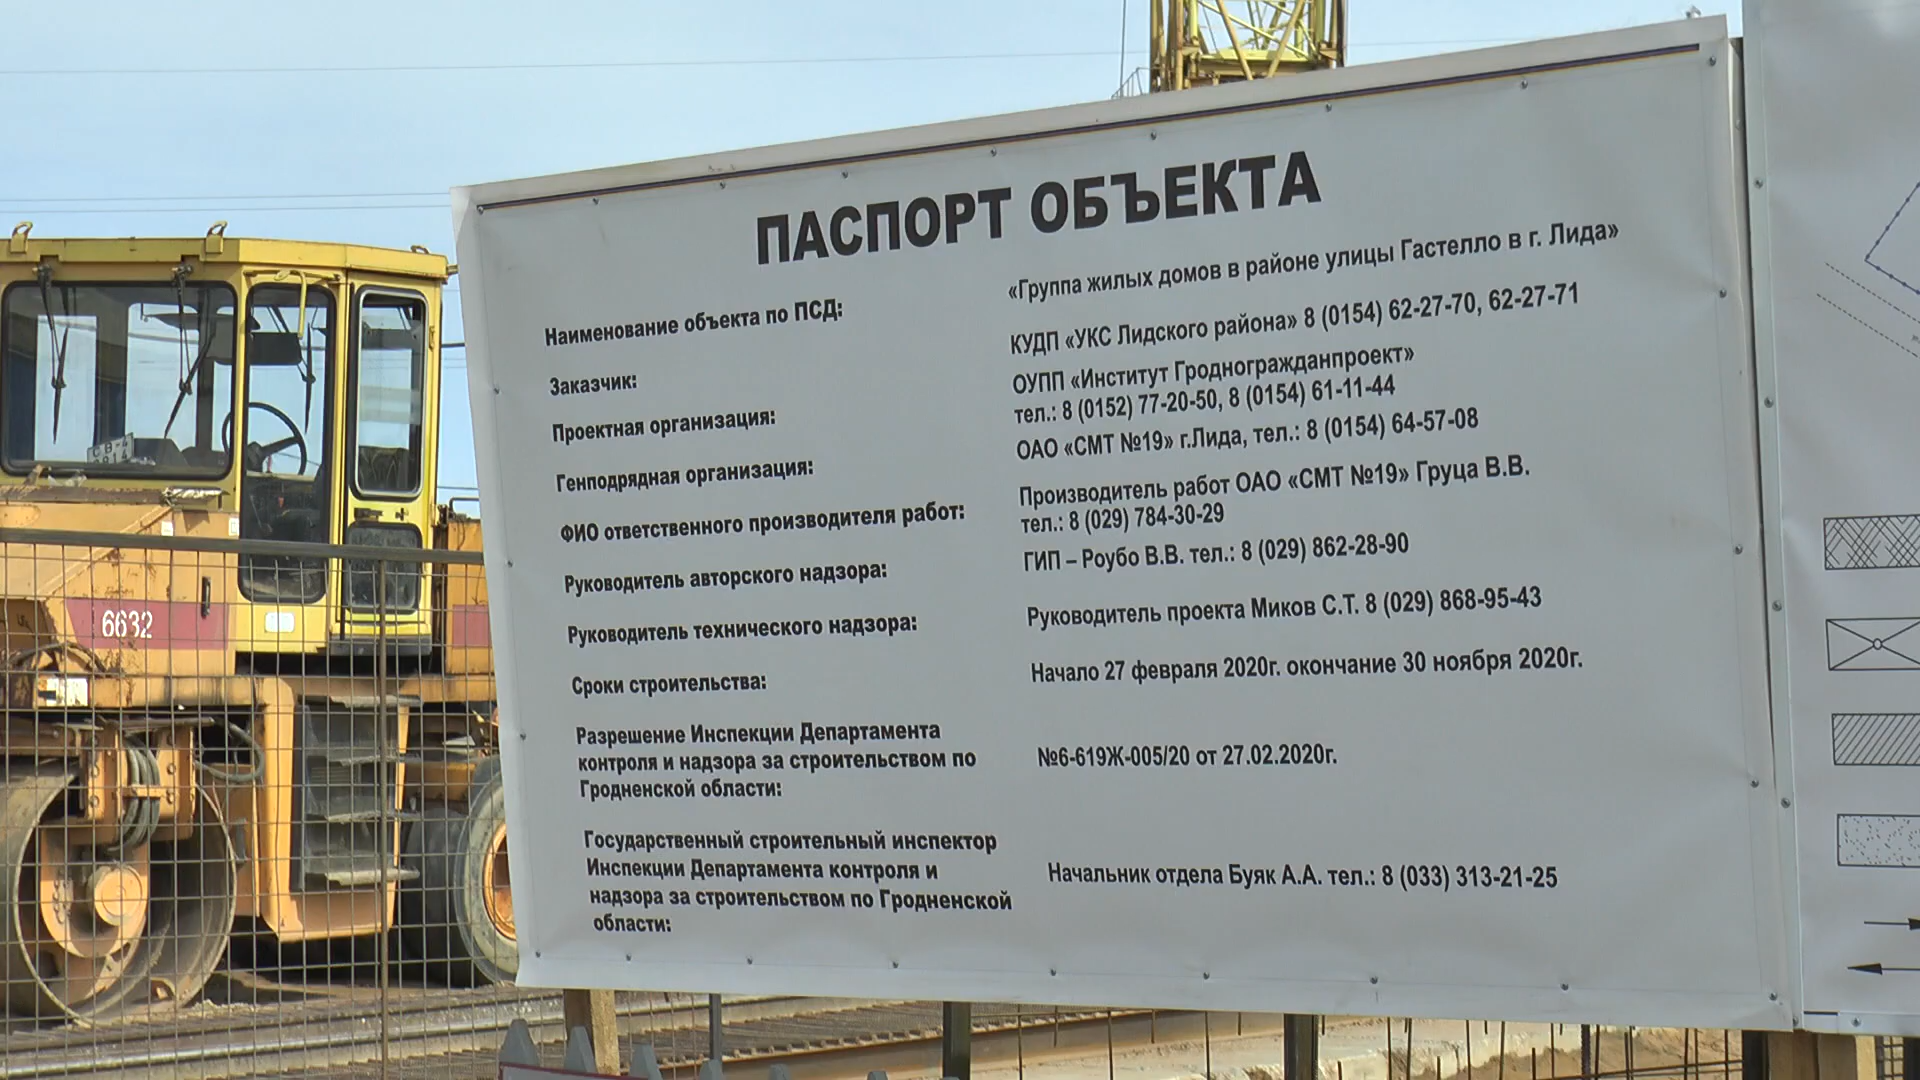 ПАСПОРТ ОБЪЕКТА
Наименование объекта по ПСД:
«Группа жилых домов в районе улицы Гастелло в г. Лида»
Заказчик:
КУДП «УКС Лидского района» 8 (0154) 62-27-70, 62-27-71
Проектная организация:
ОУПП «Институт Гродногражданпроект»
тел.: 8 (0152) 77-20-50, 8 (0154) 61-11-44
Генподрядная организация:
ОАО «СМТ №19» г.Лида, тел.: 8 (0154) 64-57-08
ФИО ответственного производителя работ:
Производитель работ ОАО «СМТ №19» Груца В.В.
тел.: 8 (029) 784-30-29
Руководитель авторского надзора:
ГИП – Роубо В.В. тел.: 8 (029) 862-28-90
Руководитель технического надзора:
Руководитель проекта Миков С.Т. 8 (029) 868-95-43
Сроки строительства:
Начало 27 февраля 2020г. окончание 30 ноября 2020г.
Разрешение Инспекции Департамента
контроля и надзора за строительством по
Гродненской области:
№6-619Ж-005/20 от 27.02.2020г.
Государственный строительный инспектор
Инспекции Департамента контроля и
надзора за строительством по Гродненской
области:
Начальник отдела Буяк А.А. тел.: 8 (033) 313-21-25
6632